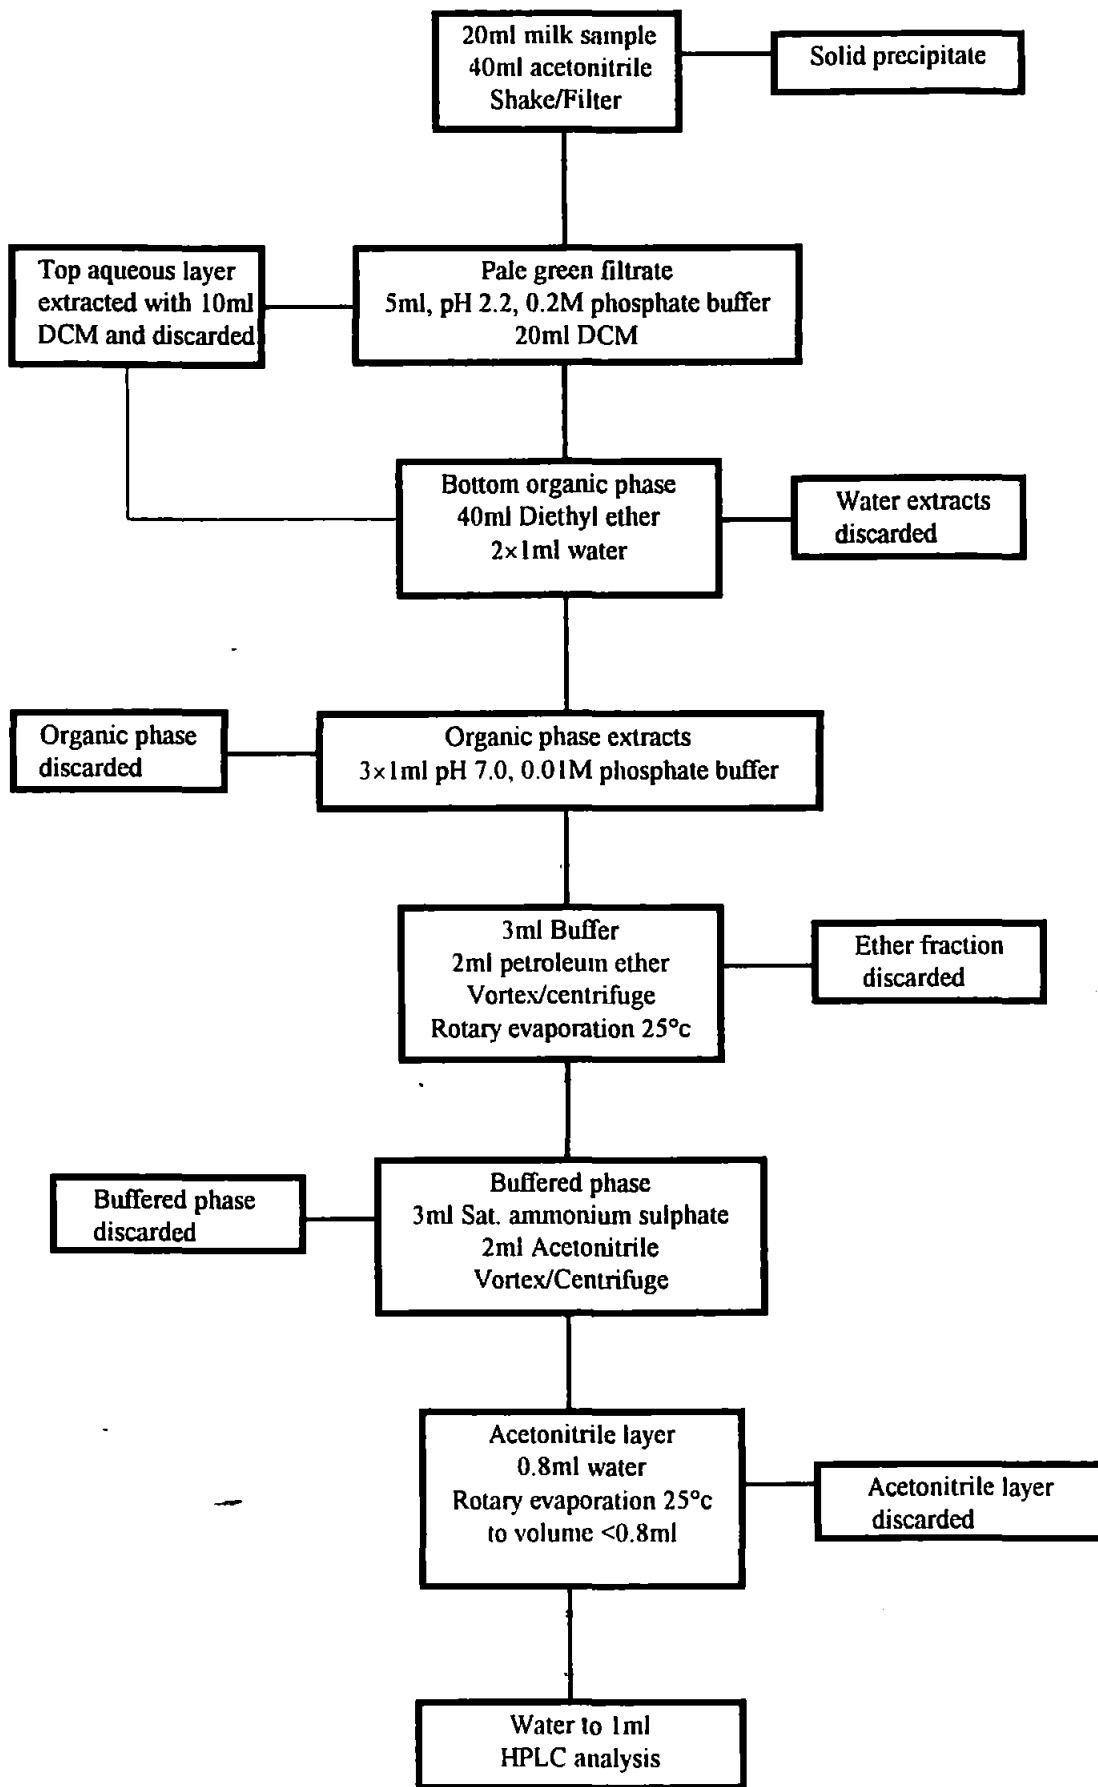 20ml milk sample
40ml acetonitrile
Shake/Filter
Solid precipitate
Top aqueous layer
extracted with 10ml
DCM and discarded
Pale green filtrate
5ml, pH 2.2, 0.2M phosphate buffer
20ml DCM
Bottom organic phase
40ml Diethyl ether
2×1ml water
Water extracts
discarded
Organic phase
discarded
Organic phase extracts
3×1ml pH 7.0, 0.01M phosphate buffer
3ml Buffer
2ml petroleum ether
Vortex/centrifuge
Rotary evaporation 25°c
Ether fraction
discarded
Buffered phase
discarded
Buffered phase
3ml Sat. ammonium sulphate
2ml Acetonitrile
Vortex/Centrifuge
Acetonitrile layer
0.8ml water
Rotary evaporation 25°c
to volume <0.8ml
Acetonitrile layer
discarded
Water to 1ml
HPLC analysis